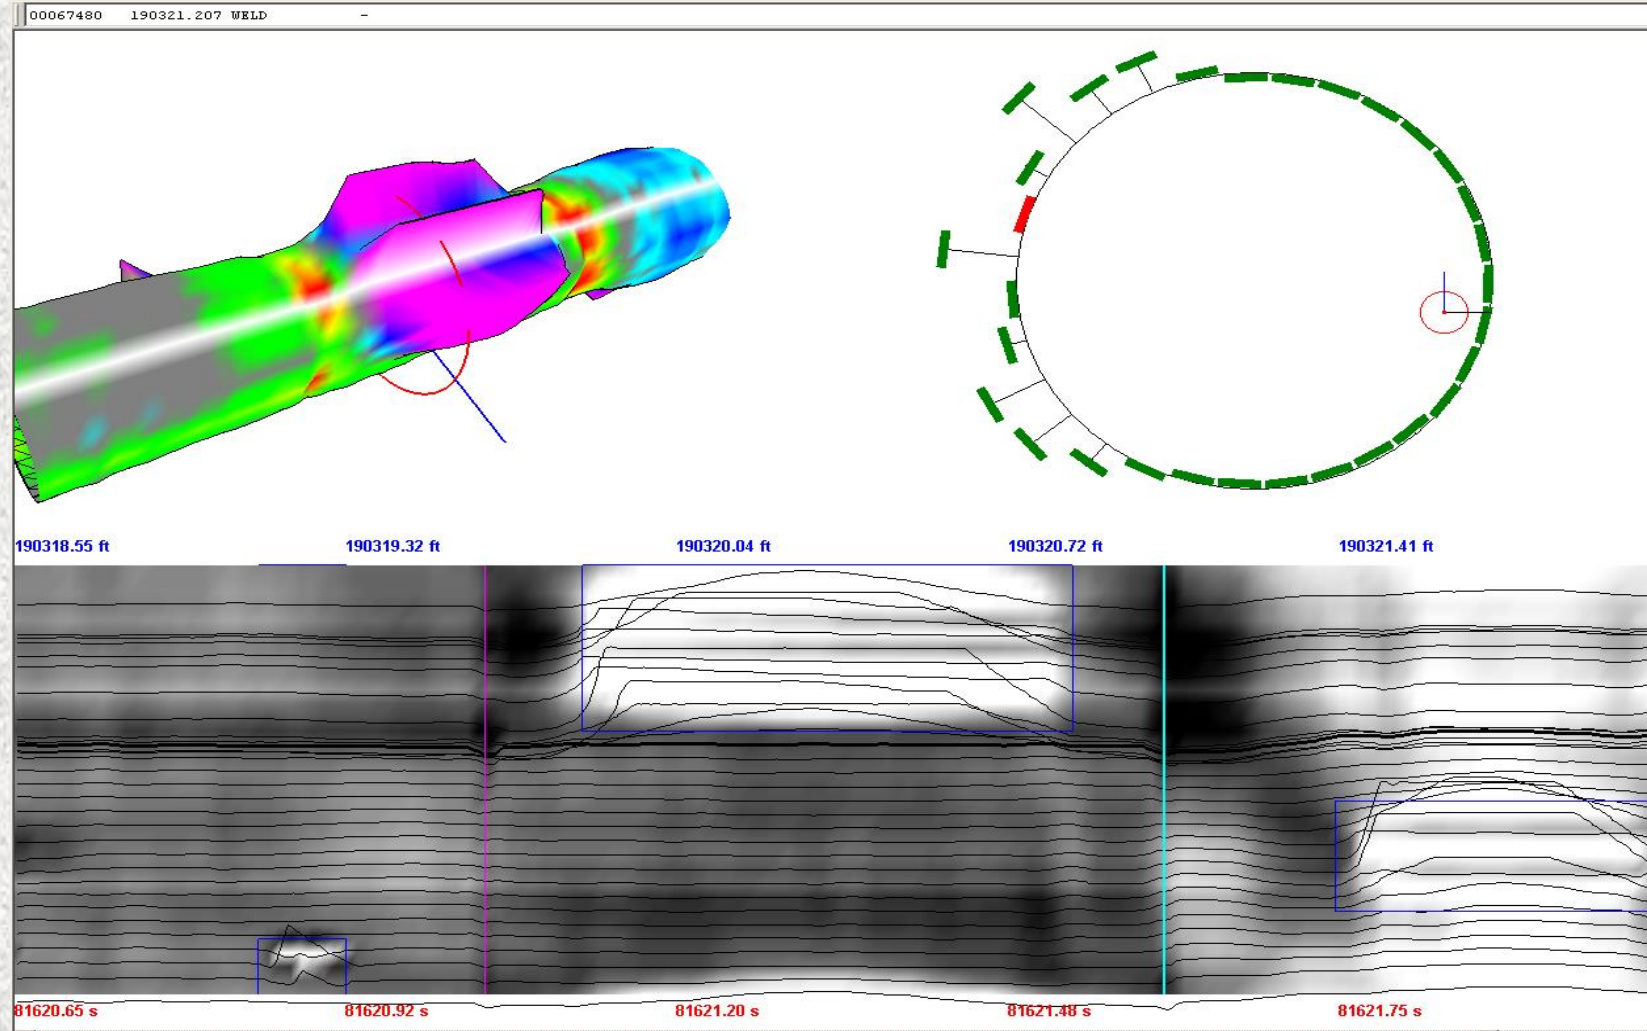 00067480 190321.207 WELD -
190318.55 ft 190319.32 ft 190320.04 ft 190320.72 ft 190321.41 ft
81620.65 s 81620.92 s 81621.20 s 81621.48 s 81621.75 s